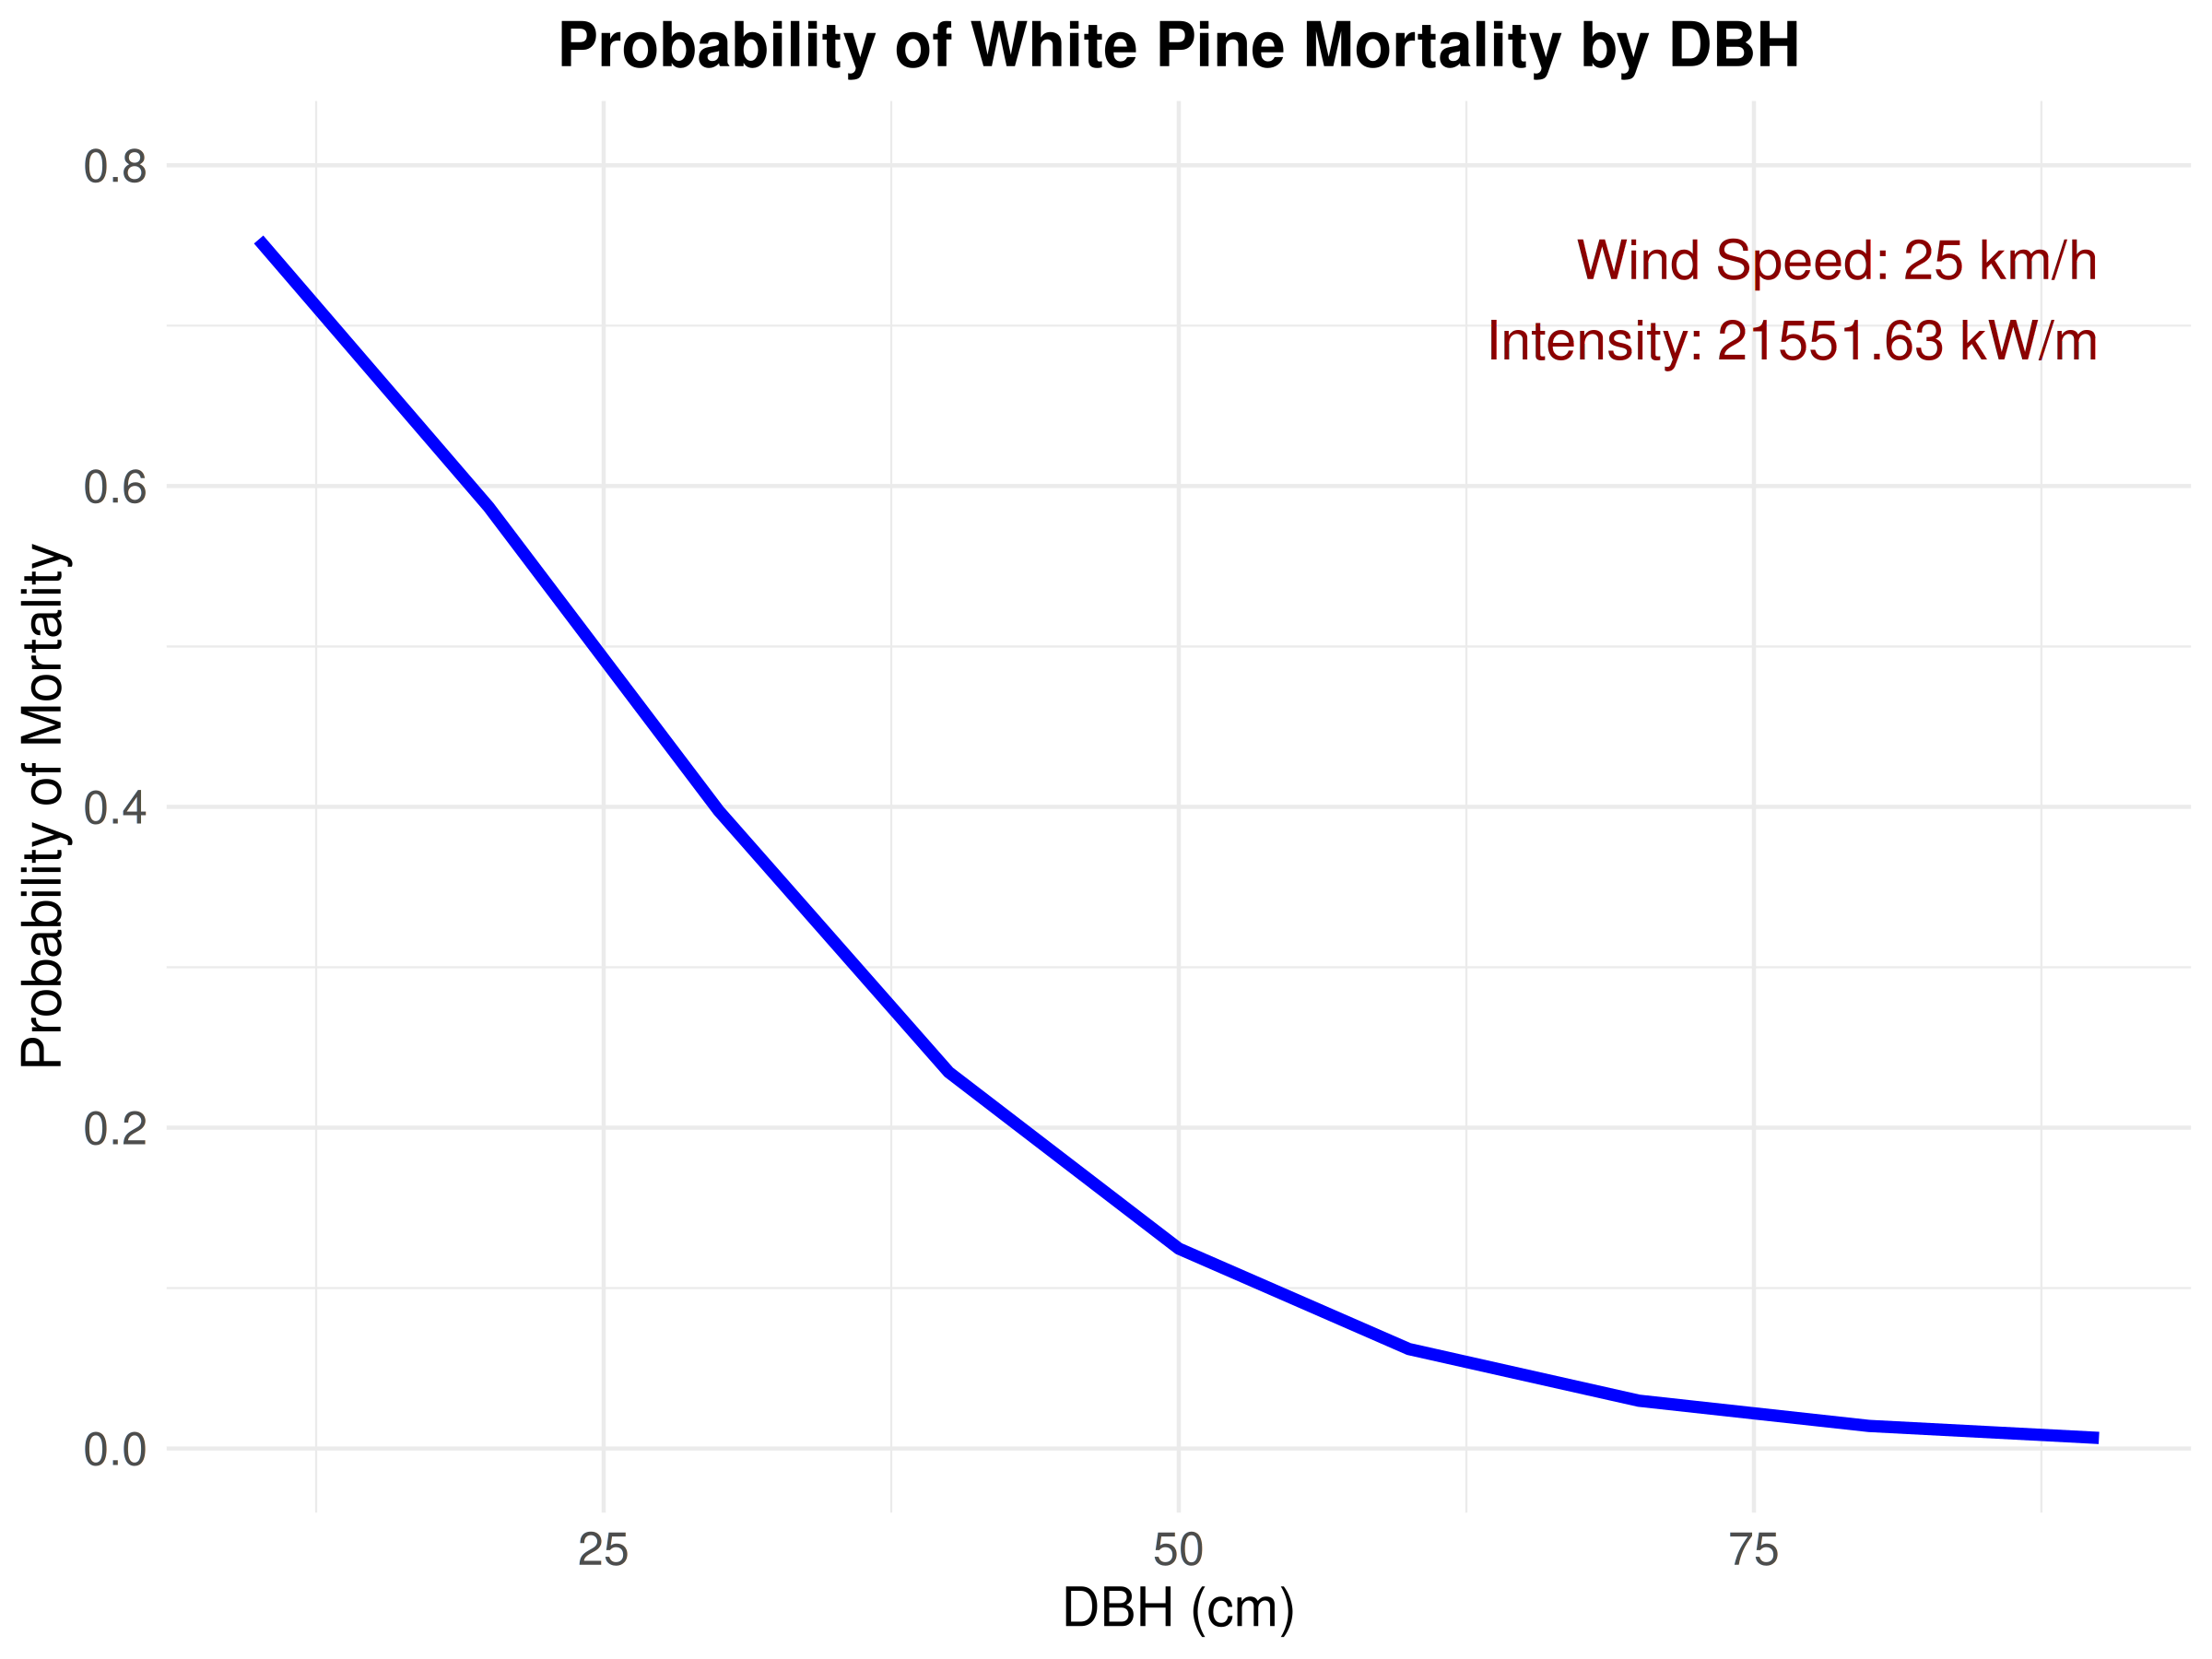 Probability of White Pine Mortality by DBH
Wind Speed: 25 km/h
Intensity: 21551.63 kW/m
Probability of Mortality
0.8
0.6
0.4
0.2
0.0
25 50 75
DBH (cm)